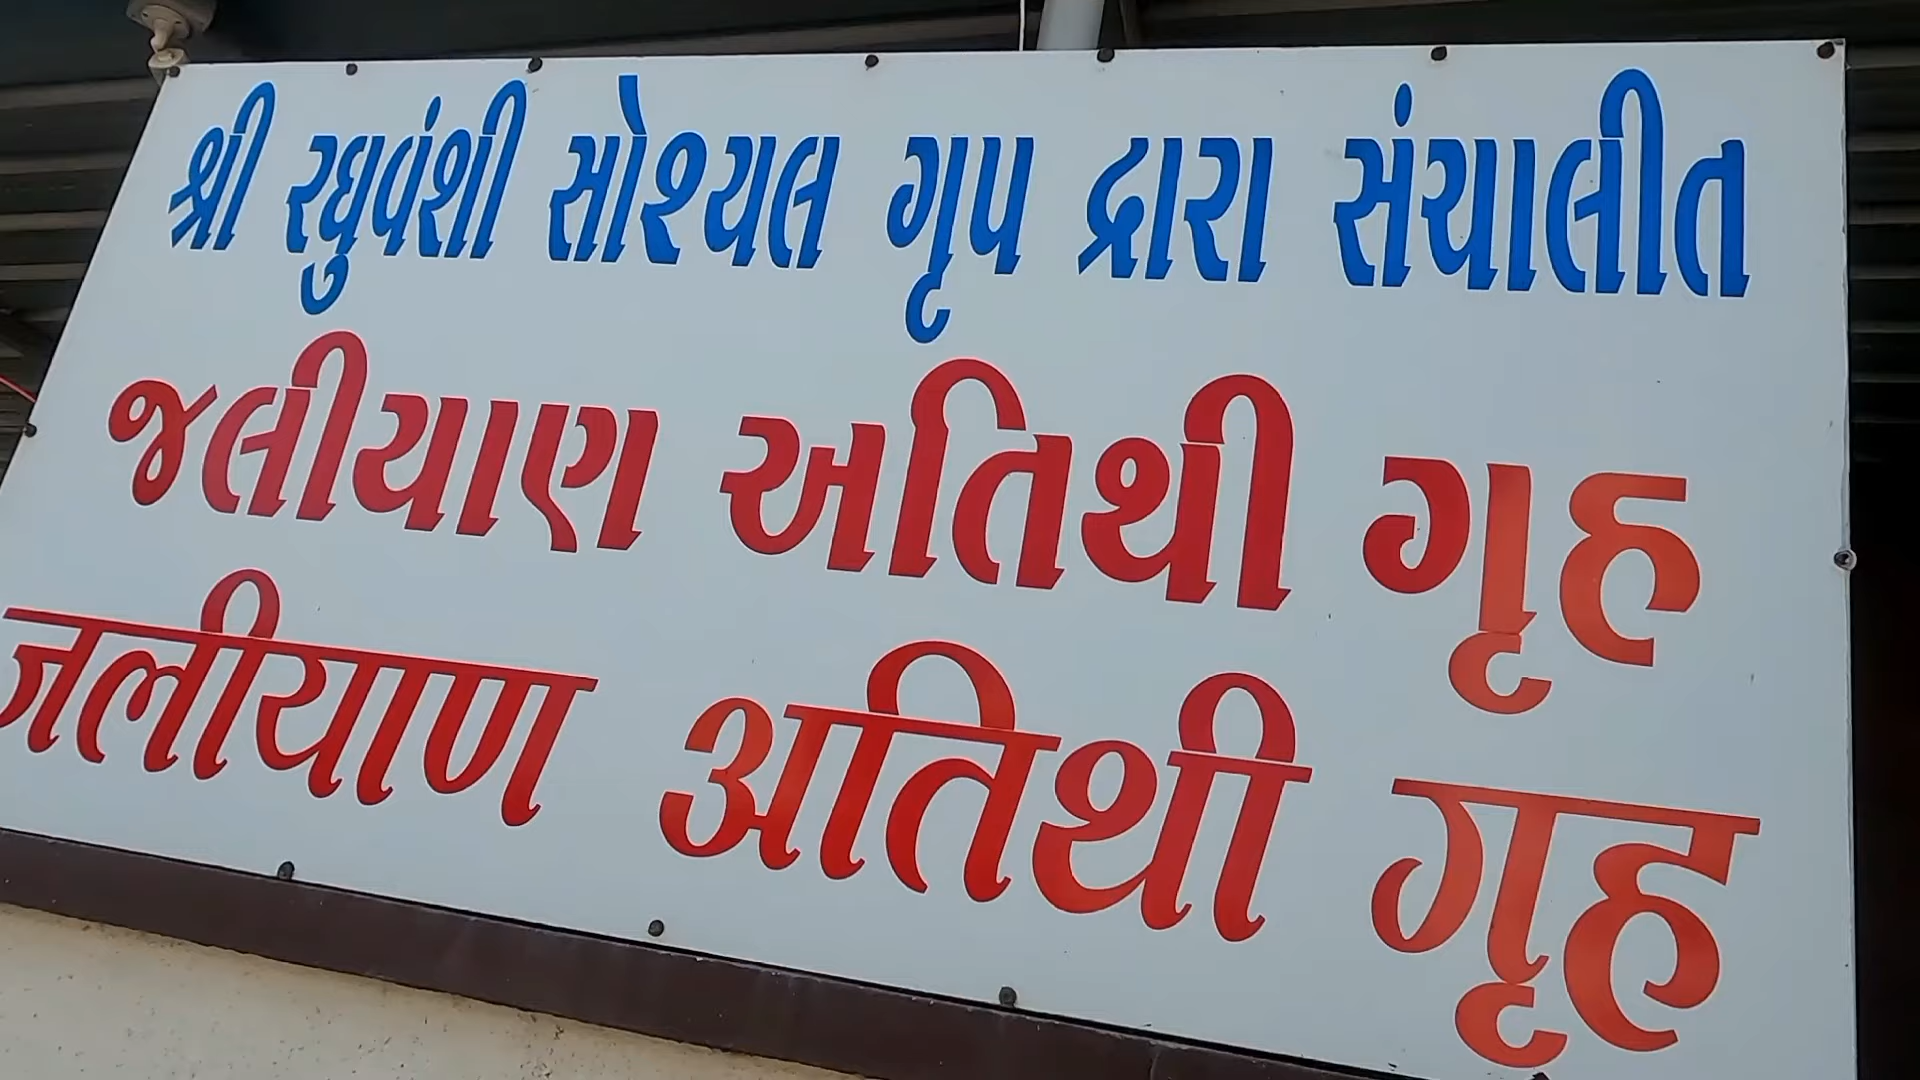 શ્રી રઘુવંશી સોશ્યલ ગૃપ દ્રારા સંચાલીત
જલીયાણ અતિથી ગૃહ
जलीयाण अतिथी गृह